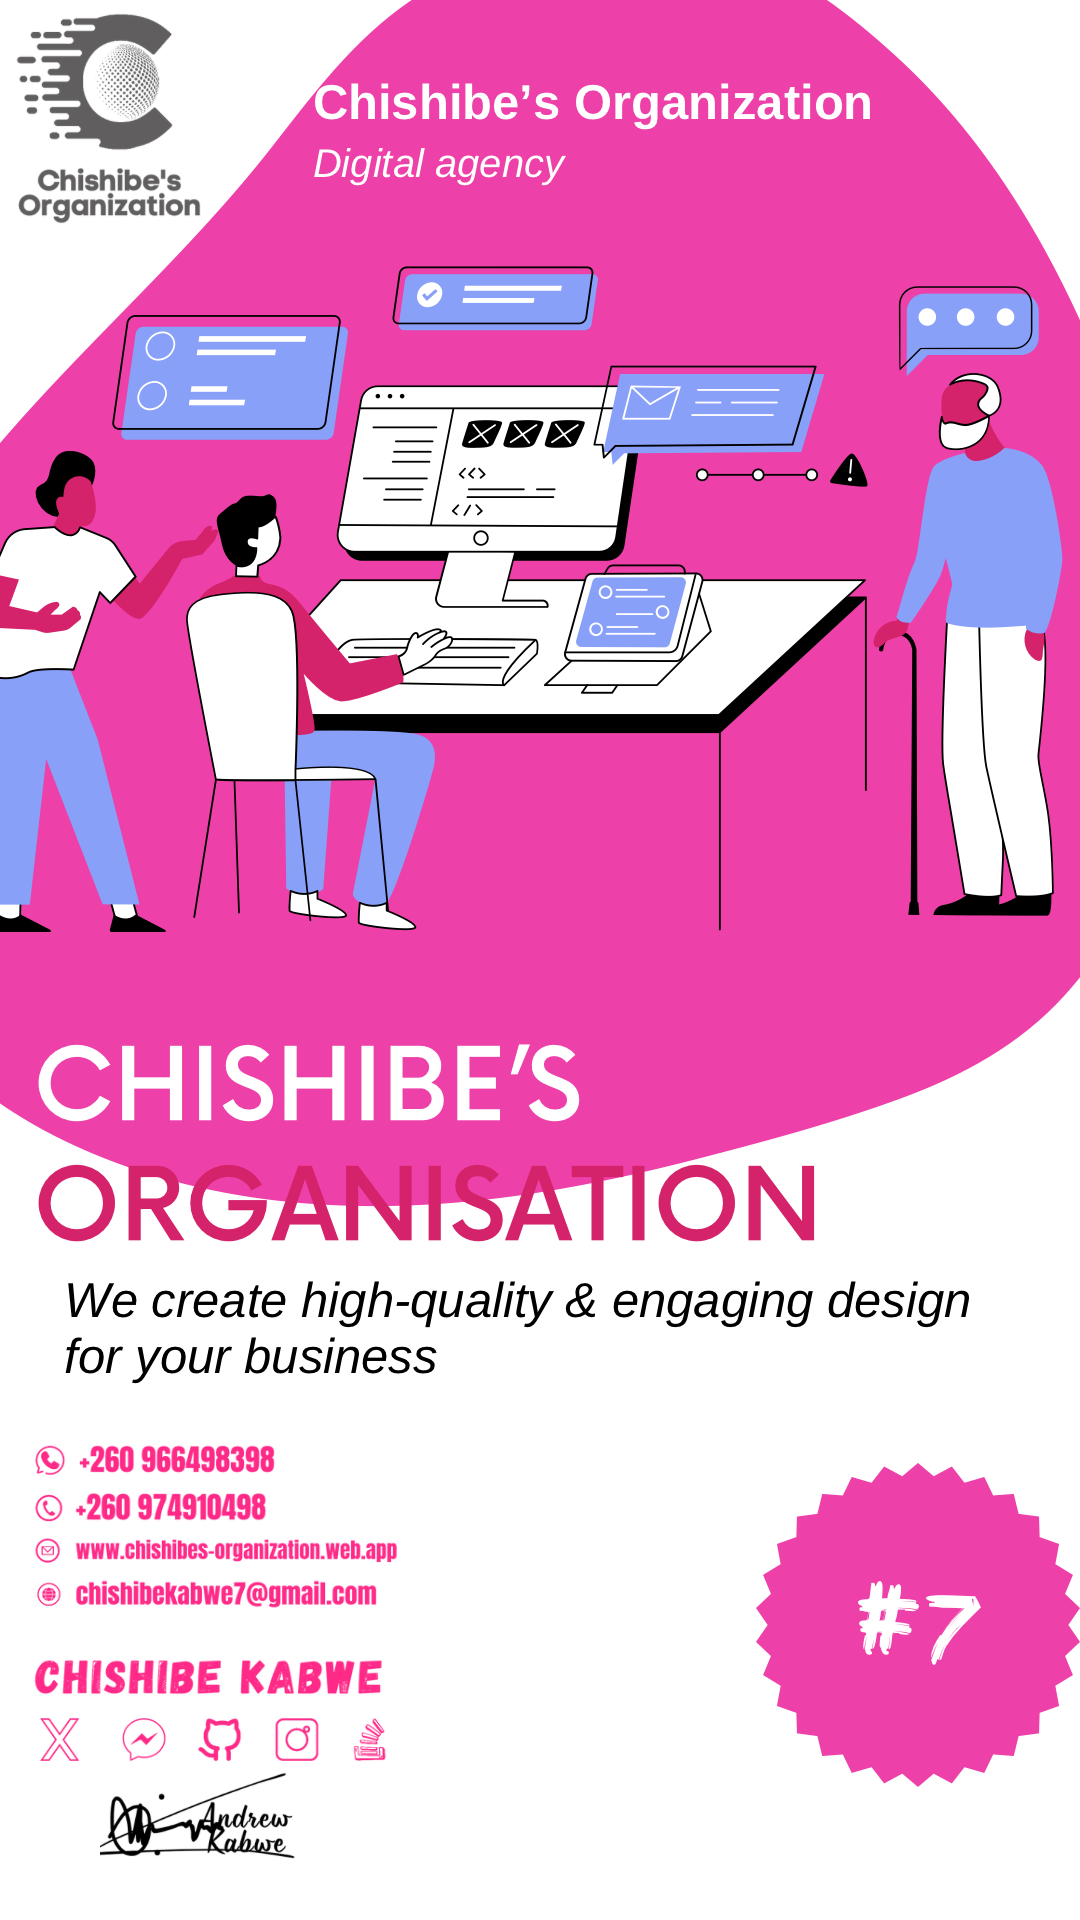 Chishibe's
Organization
Chishibe’s Organization
Digital agency
CHISHIBE’S
ORGANISATION
We create high-quality & engaging design
for your business
+260 966498398
+260 974910498
www.chishibes-organization.web.app
chishibekabwe7@gmail.com
CHISHIBE KABWE
Andrew
Kabwe
#7